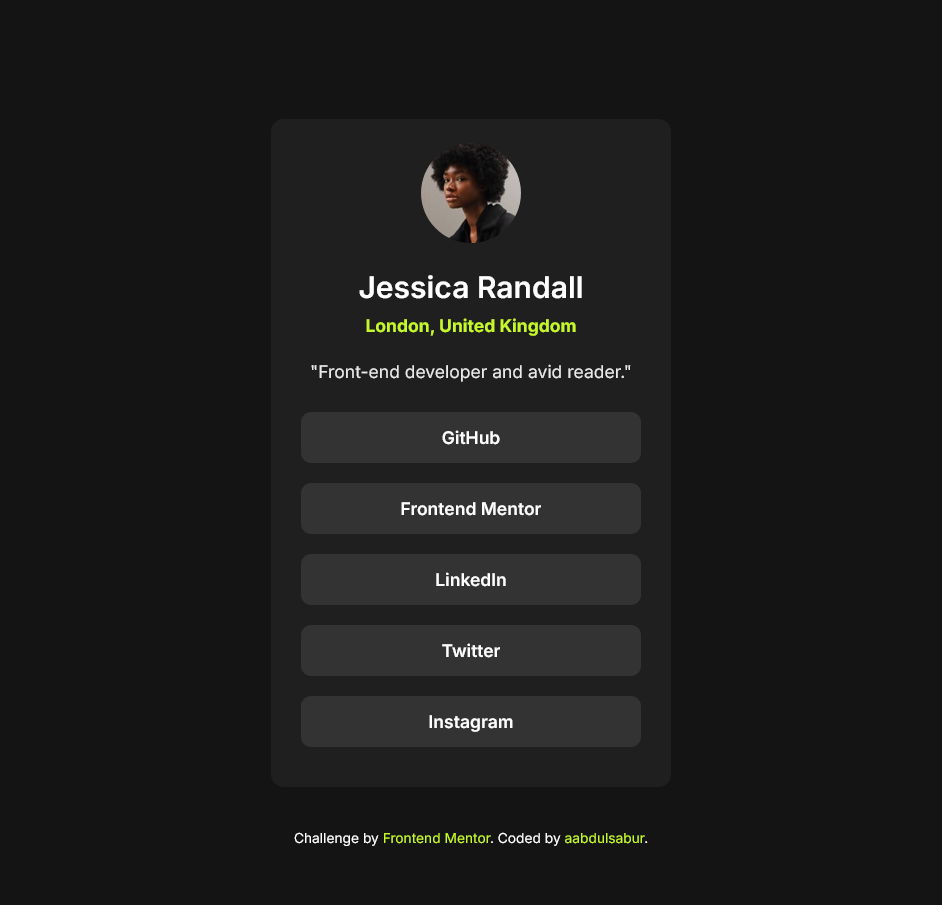 Jessica Randall
London, United Kingdom
"Front-end developer and avid reader."
GitHub
Frontend Mentor
LinkedIn
Twitter
Instagram
Challenge by Frontend Mentor. Coded by aabdulsabur.